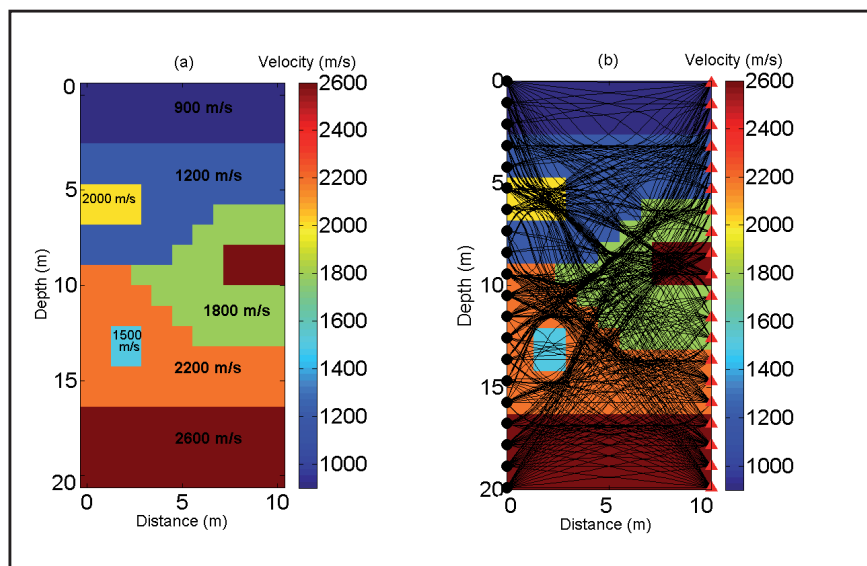 (a)
Velocity (m/s)
0
5
10
15
20
Depth (m)
900 m/s
1200 m/s
2000 m/s
1800 m/s
1500
m/s
2200 m/s
2600 m/s
0
5
10
Distance (m)
2600
2400
2200
2000
1800
1600
1400
1200
1000
(b)
Velocity (m/s)
0
5
10
15
20
Depth (m)
0
5
10
Distance (m)
2600
2400
2200
2000
1800
1600
1400
1200
1000